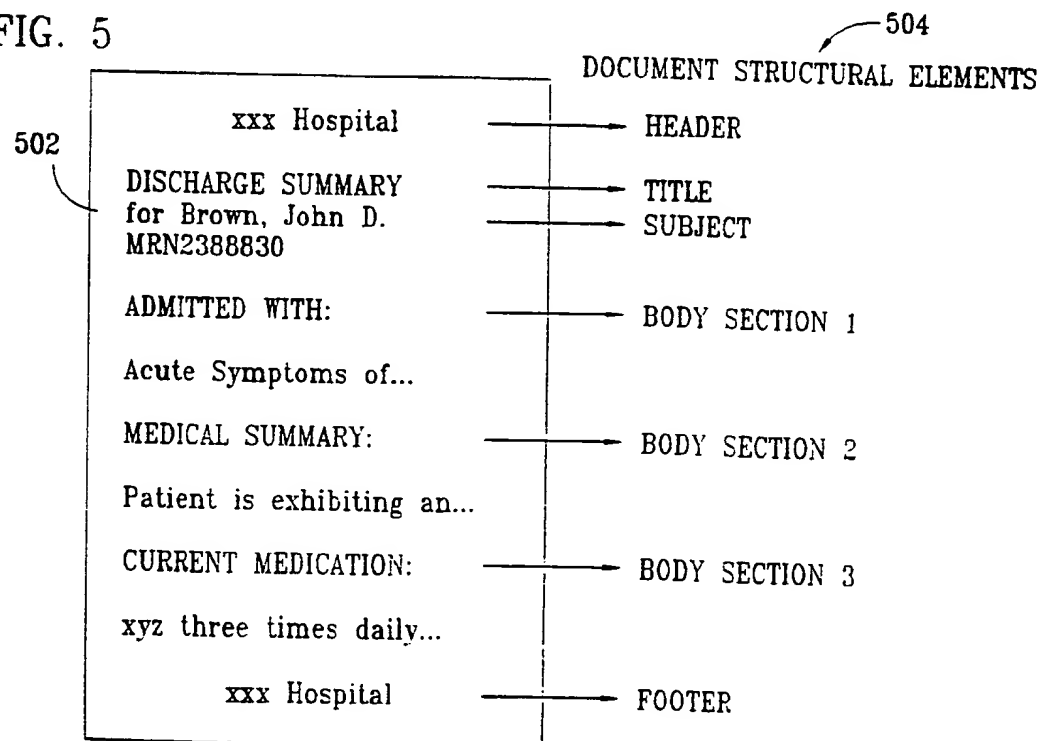 FIG. 5
504
DOCUMENT STRUCTURAL ELEMENTS
xxx Hospital HEADER
502
DISCHARGE SUMMARY TITLE
for Brown, John D. SUBJECT
MRN2388830
ADMITTED WITH: BODY SECTION 1
Acute Symptoms of...
MEDICAL SUMMARY: BODY SECTION 2
Patient is exhibiting an...
CURRENT MEDICATION: BODY SECTION 3
xyz three times daily...
xxx Hospital FOOTER